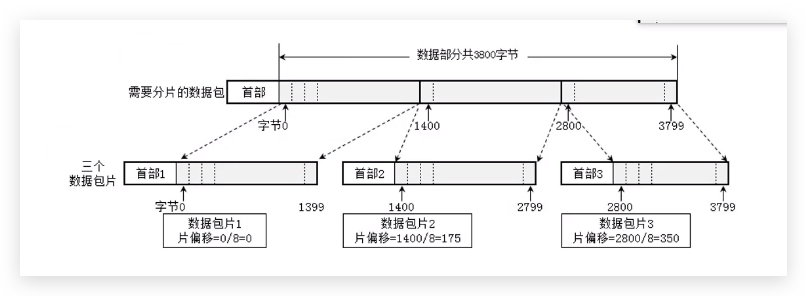 数据部分共3800字节
需要分片的数据包
首部
字节0
1400
2800
3799
三个
数据包片
首部1
首部2
首部3
字节0
1399
1400
2799
2800
3799
数据包片1
片偏移=0/8=0
数据包片2
片偏移=1400/8=175
数据包片3
片偏移=2800/8=350